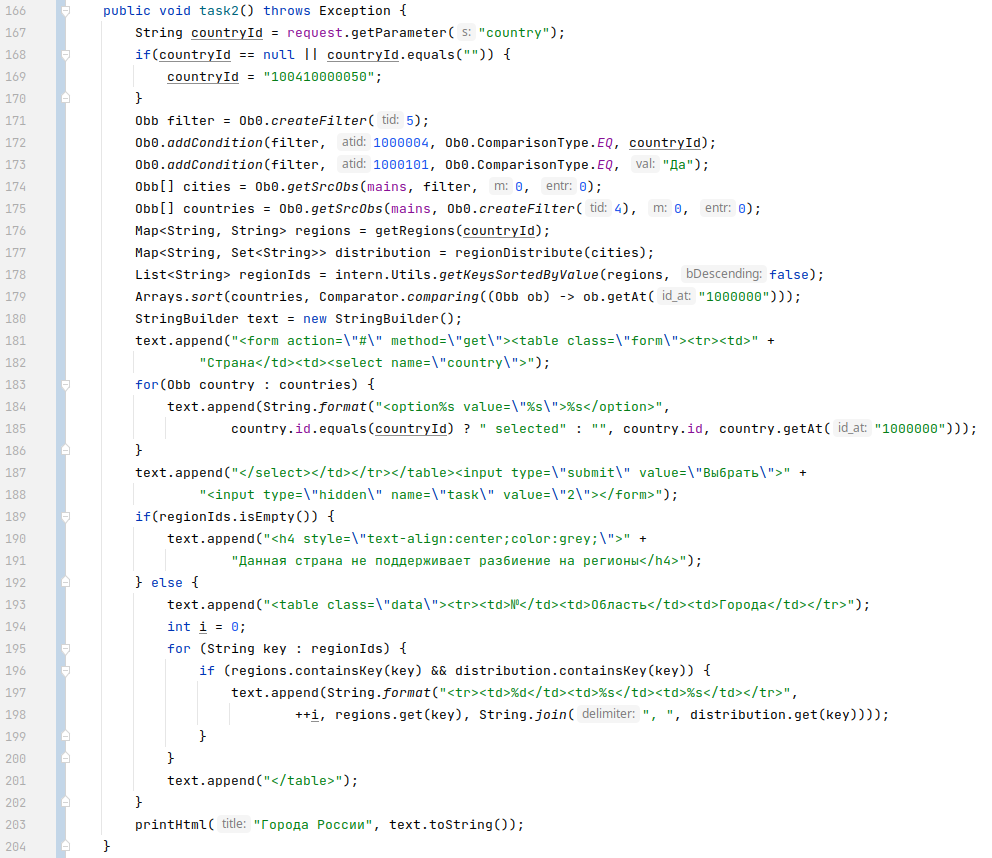 166 public void task2() throws Exception {
167 String countryId = request.getParameter( s: "country");
168 if(countryId == null || countryId.equals("")) {
169 countryId = "100410000050";
170 }
171 Obb filter = Ob0.createFilter( tid: 5);
172 Ob0.addCondition(filter, atid: 1000004, Ob0.ComparisonType.EQ, countryId);
173 Ob0.addCondition(filter, atid: 1000101, Ob0.ComparisonType.EQ, val: "Да");
174 Obb[] cities = Ob0.getSrcObs(mains, filter, m: 0, entr: 0);
175 Obb[] countries = Ob0.getSrcObs(mains, Ob0.createFilter( tid: 4), m: 0, entr: 0);
176 Map<String, String> regions = getRegions(countryId);
177 Map<String, Set<String>> distribution = regionDistribute(cities);
178 List<String> regionIds = intern.Utils.getKeysSortedByValue(regions, bDescending: false);
179 Arrays.sort(countries, Comparator.comparing((Obb ob) -> ob.getAt( id_at: "1000000")));
180 StringBuilder text = new StringBuilder();
181 text.append("<form action=\"#\" method=\"get\"><table class=\"form\"><tr><td>" +
182 "Страна</td><td><select name=\"country\">");
183 for(Obb country : countries) {
184 text.append(String.format("<option%s value=\"%s\">%s</option>",
185 country.id.equals(countryId) ? " selected" : "", country.id, country.getAt( id_at: "1000000")));
186 }
187 text.append("</select></td></tr></table><input type=\"submit\" value=\"Выбрать\">" +
188 "<input type=\"hidden\" name=\"task\" value=\"2\"></form>");
189 if(regionIds.isEmpty()) {
190 text.append("<h4 style=\"text-align:center;color:grey;\">" +
191 "Данная страна не поддерживает разбиение на регионы</h4>");
192 } else {
193 text.append("<table class=\"data\"><tr><td>№</td><td>Область</td><td>Города</td></tr>");
194 int i = 0;
195 for (String key : regionIds) {
196 if (regions.containsKey(key) && distribution.containsKey(key)) {
197 text.append(String.format("<tr><td>%d</td><td>%s</td><td>%s</td></tr>",
198 ++i, regions.get(key), String.join( delimiter: ", ", distribution.get(key))));
199 }
200 }
201 text.append("</table>");
202 }
203 printHtml( title: "Города России", text.toString());
204 }